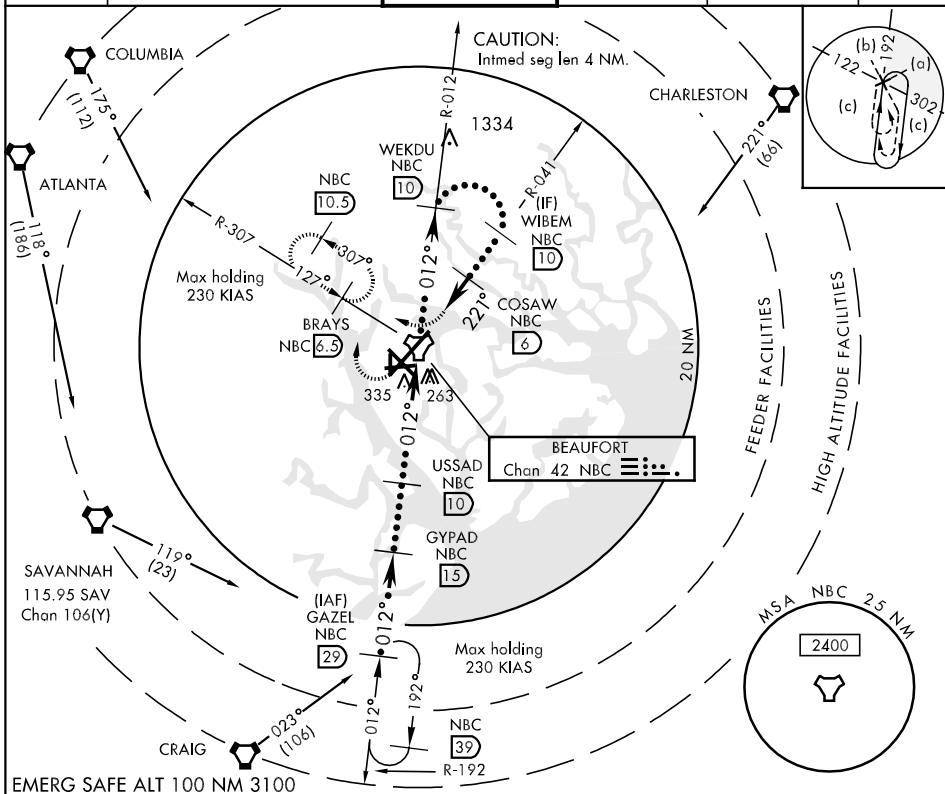 COLUMBIA
175°
(112)
CAUTION:
Intmed seg len 4 NM.
R-012
1334
CHARLESTON
221°
(66)
(b)
192
(a)
122
302
(c)
(c)
ATLANTA
118°
(186)
WEKDU
NBC
10
NBC
10.5
R-041
(IF)
WIBEM
NBC
10
R-307
307°
127°
Max holding
230 KIAS
012°
221°
COSAW
NBC
6
BRAYS
NBC 6.5
335
263
20 NM
FEEDER FACILITIES
HIGH ALTITUDE FACILITIES
012°
BEAUFORT
Chan 42 NBC
USSAD
NBC
10
GYPAD
NBC
15
SAVANNAH
115.95 SAV
Chan 106(Y)
119°
(23)
(IAF)
GAZEL
NBC
29
012°
Max holding
230 KIAS
012°
192°
NBC
39
R-192
CRAIG
023°
(106)
MSA NBC 25 NM
2400
EMERG SAFE ALT 100 NM 3100